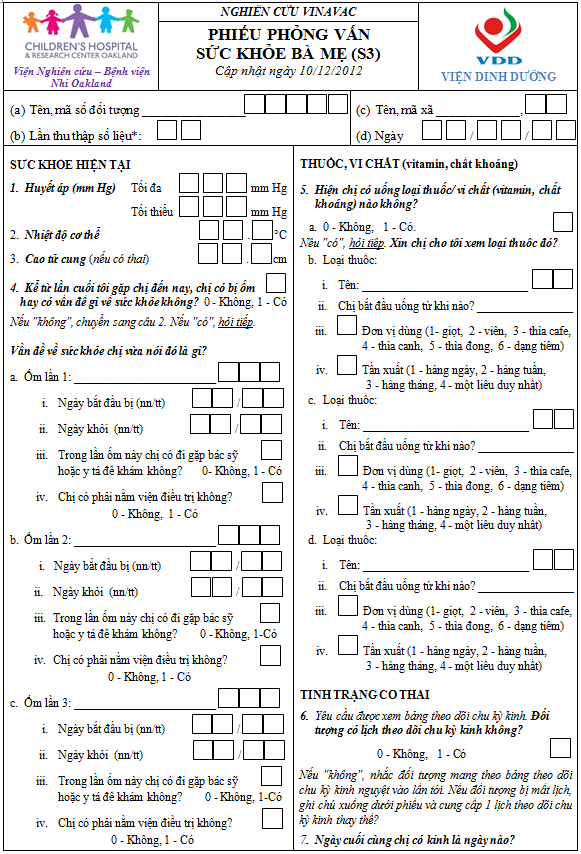 CHILDREN'S HOSPITAL
& RESEARCH CENTER OAKLAND
Viện Nghiên cứu – Bệnh viện
Nhi Oakland
NGHIÊN CỨU VINAVAC
PHIẾU PHỎNG VẤN
SỨC KHỎE BÀ MẸ (S3)
Cập nhật ngày 10/12/2012
VDD
VIỆN DINH DƯỠNG
(a) Tên, mã số đối tượng
(b) Lần thu thập số liệu*:
(c) Tên, mã xã
(d) Ngày / /
SỨC KHỎE HIỆN TẠI
1. Huyết áp (mm Hg) Tối đa mm Hg
Tối thiểu mm Hg
2. Nhiệt độ cơ thể . °C
3. Cao tử cung (nếu có thai) . cm
4. Kể từ lần cuối tôi gặp chị đến nay, chị có bị ốm
hay có vấn đề gì về sức khỏe không? 0 - Không, 1 - Có
Nếu "không", chuyển sang câu 2. Nếu "có", hỏi tiếp.
Vấn đề về sức khỏe chị vừa nói đó là gì?
a. Ốm lần 1:
i. Ngày bắt đầu bị (nn/tt) /
ii. Ngày khỏi (nn/tt) /
iii. Trong lần ốm này chị có đi gặp bác sỹ
hoặc y tá để khám không? 0- Không, 1 - Có
iv. Chị có phải nằm viện điều trị không?
0 - Không, 1 - Có
b. Ốm lần 2:
i. Ngày bắt đầu bị (nn/tt) /
ii. Ngày khỏi (nn/tt) /
iii. Trong lần ốm này chị có đi gặp bác sỹ
hoặc y tá để khám không? 0 - Không, 1-Có
iv. Chị có phải nằm viện điều trị không?
0 - Không, 1 - Có
c. Ốm lần 3:
i. Ngày bắt đầu bị (nn/tt) /
ii. Ngày khỏi (nn/tt) /
iii. Trong lần ốm này chị có đi gặp bác sỹ
hoặc y tá để khám không? 0 - Không, 1-Có
iv. Chị có phải nằm viện điều trị không?
0 - Không, 1 - Có
THUỐC, VI CHẤT (vitamin, chất khoáng)
5. Hiện chị có uống loại thuốc/ vi chất (vitamin, chất
khoáng) nào không?
a. 0 - Không, 1 - Có.
Nếu "có", hỏi tiếp. Xin chị cho tôi xem loại thuốc đó?
b. Loại thuốc:
i. Tên:
ii. Chị bắt đầu uống từ khi nào?
iii. Đơn vị dùng (1- giọt, 2 - viên, 3 - thìa cafe,
4 - thìa canh, 5 - thìa đong, 6 - dạng tiêm)
iv. Tần xuất (1 - hàng ngày, 2 - hàng tuần,
3 - hàng tháng, 4 - một liều duy nhất)
c. Loại thuốc:
i. Tên:
ii. Chị bắt đầu uống từ khi nào?
iii. Đơn vị dùng (1- giọt, 2 - viên, 3 - thìa cafe,
4 - thìa canh, 5 - thìa đong, 6 - dạng tiêm)
iv. Tần xuất (1 - hàng ngày, 2 - hàng tuần,
3 - hàng tháng, 4 - một liều duy nhất)
d. Loại thuốc:
i. Tên:
ii. Chị bắt đầu uống từ khi nào?
iii. Đơn vị dùng (1- giọt, 2 - viên, 3 - thìa cafe,
4 - thìa canh, 5 - thìa đong, 6 - dạng tiêm)
iv. Tần xuất (1 - hàng ngày, 2 - hàng tuần,
3 - hàng tháng, 4 - một liều duy nhất)
TÌNH TRẠNG CÓ THAI
6. Yêu cầu được xem bảng theo dõi chu kỳ kinh. Đối
tượng có lịch theo dõi chu kỳ kinh không?
0 - Không, 1 - Có
Nếu "không", nhắc đối tượng mang theo bảng theo dõi
chu kỳ kinh nguyệt vào lần tới. Nếu đối tượng bị mất lịch,
ghi chú xuống dưới phiếu và cung cấp 1 lịch theo dõi chu
kỳ kinh thay thế?
7. Ngày cuối cùng chị có kinh là ngày nào?